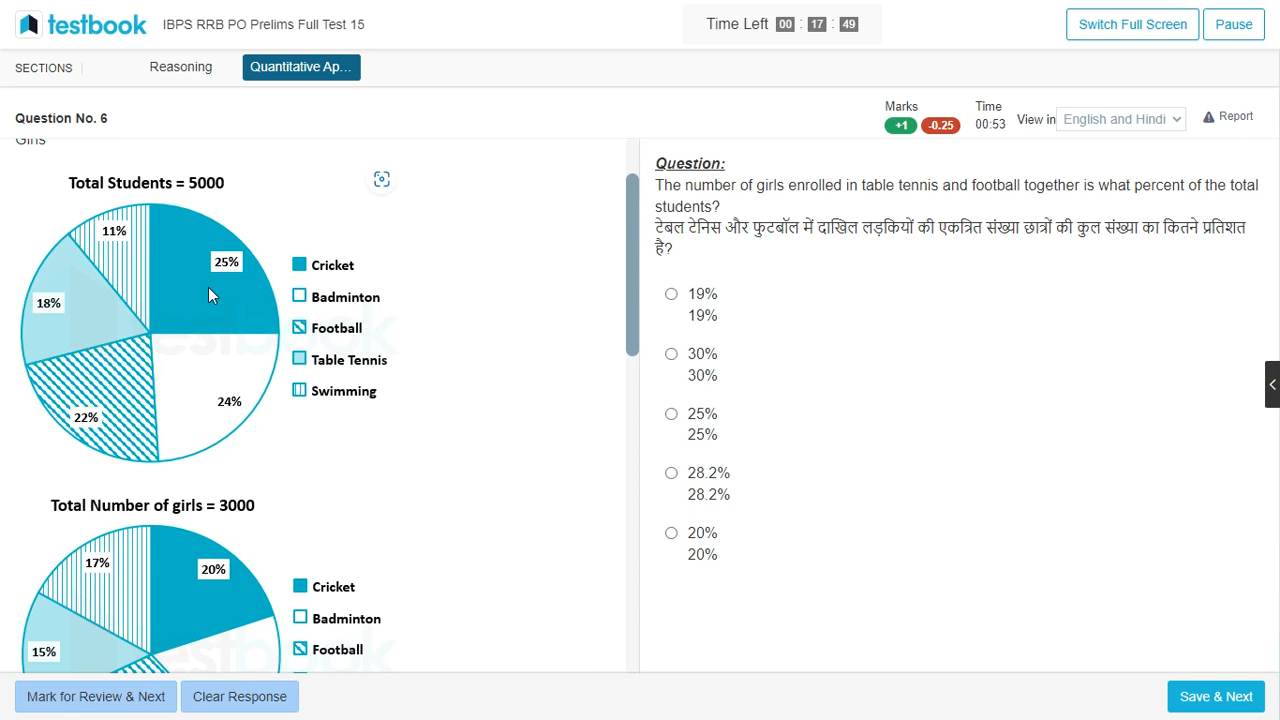 testbook IBPS RRB PO Prelims Full Test 15 Time Left 00 : 17 : 49 Switch Full Screen Pause
SECTIONS Reasoning Quantitative Ap...
Question No. 6 Marks +1 -0.25 Time 00:53 View in English and Hindi Report
Girls
Total Students = 5000
11%
25%
18%
22%
24%
Cricket
Badminton
Football
Table Tennis
Swimming
Total Number of girls = 3000
17%
20%
15%
Cricket
Badminton
Football
Question:
The number of girls enrolled in table tennis and football together is what percent of the total
students?
टेबल टेनिस और फुटबॉल में दाखिल लड़कियों की एकत्रित संख्या छात्रों की कुल संख्या का कितने प्रतिशत
है?
19%
19%
30%
30%
25%
25%
28.2%
28.2%
20%
20%
Mark for Review & Next Clear Response Save & Next